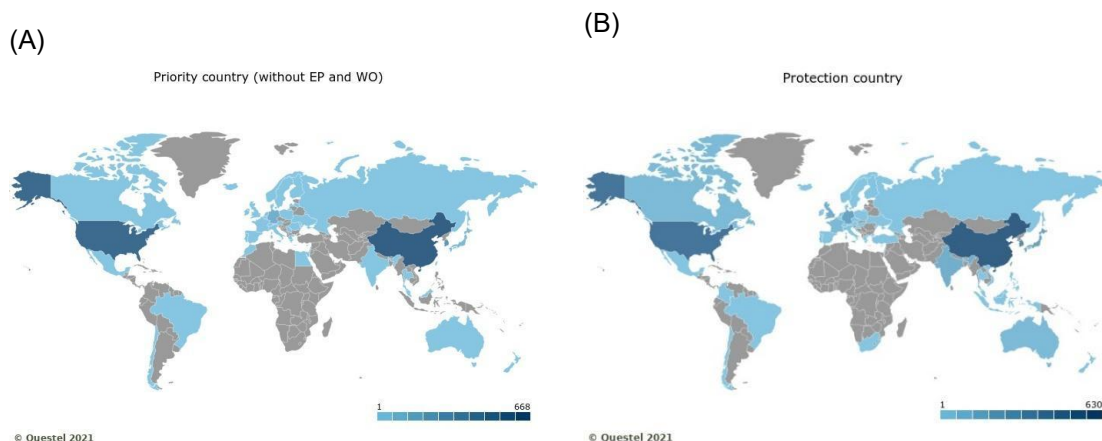 (A)
Priority country (without EP and WO)
1 668
© Questel 2021
(B)
Protection country
1 630
© Questel 2021